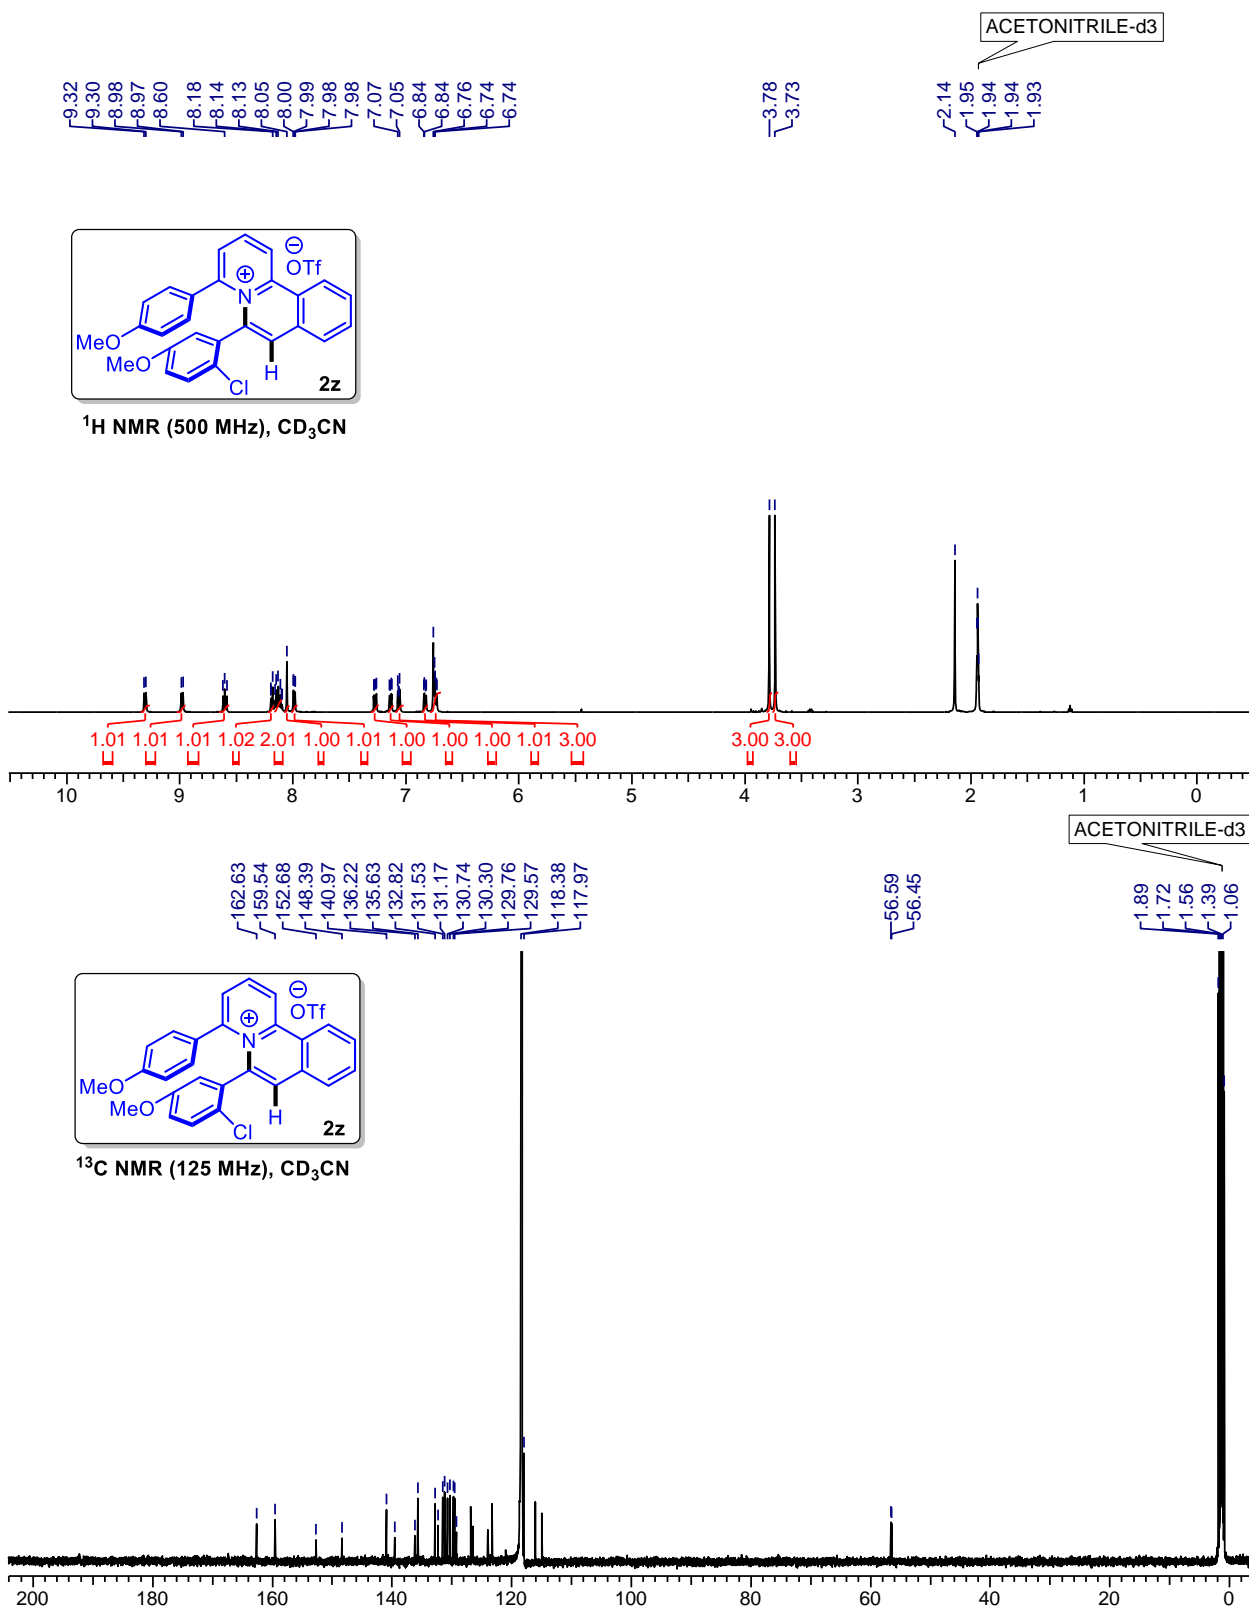 ACETONITRILE-d3
9.32
9.30
8.98
8.97
8.60
8.18
8.14
8.13
8.05
8.00
7.99
7.98
7.98
7.07
7.05
6.84
6.84
6.76
6.74
6.74
3.78
3.73
2.14
1.95
1.94
1.94
1.93
⊖
OTf
⊕
N
MeO
MeO
Cl
H
2z
¹H NMR (500 MHz), CD₃CN
1.01 1.01 1.01 1.02 2.01 1.00 1.01 1.00 1.00 1.00 1.01 3.00 3.00 3.00
10 9 8 7 6 5 4 3 2 1 0
ACETONITRILE-d3
162.63
159.54
152.68
148.39
140.97
136.22
135.63
132.82
131.53
131.17
130.74
130.30
129.76
129.57
118.38
117.97
56.59
56.45
1.89
1.72
1.56
1.39
1.06
⊖
OTf
⊕
N
MeO
MeO
Cl
H
2z
¹³C NMR (125 MHz), CD₃CN
200 180 160 140 120 100 80 60 40 20 0